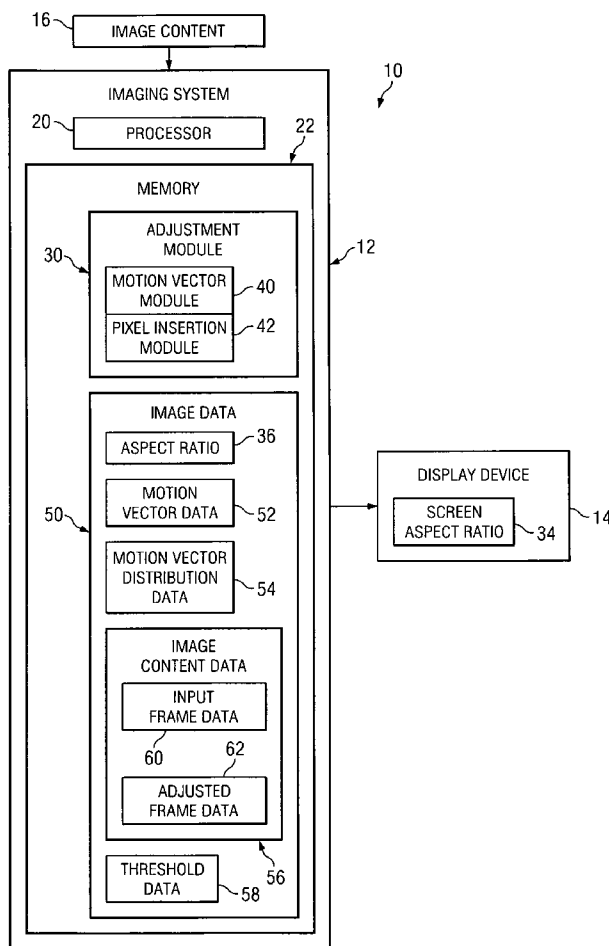 16
IMAGE CONTENT
10
IMAGING SYSTEM
20
PROCESSOR
22
MEMORY
ADJUSTMENT
MODULE
30
12
MOTION VECTOR
MODULE
40
PIXEL INSERTION
MODULE
42
IMAGE DATA
ASPECT RATIO
36
MOTION
VECTOR DATA
52
50
MOTION VECTOR
DISTRIBUTION
DATA
54
IMAGE
CONTENT DATA
INPUT
FRAME DATA
60
62
ADJUSTED
FRAME DATA
56
THRESHOLD
DATA
58
DISPLAY DEVICE
SCREEN
ASPECT RATIO
34
14